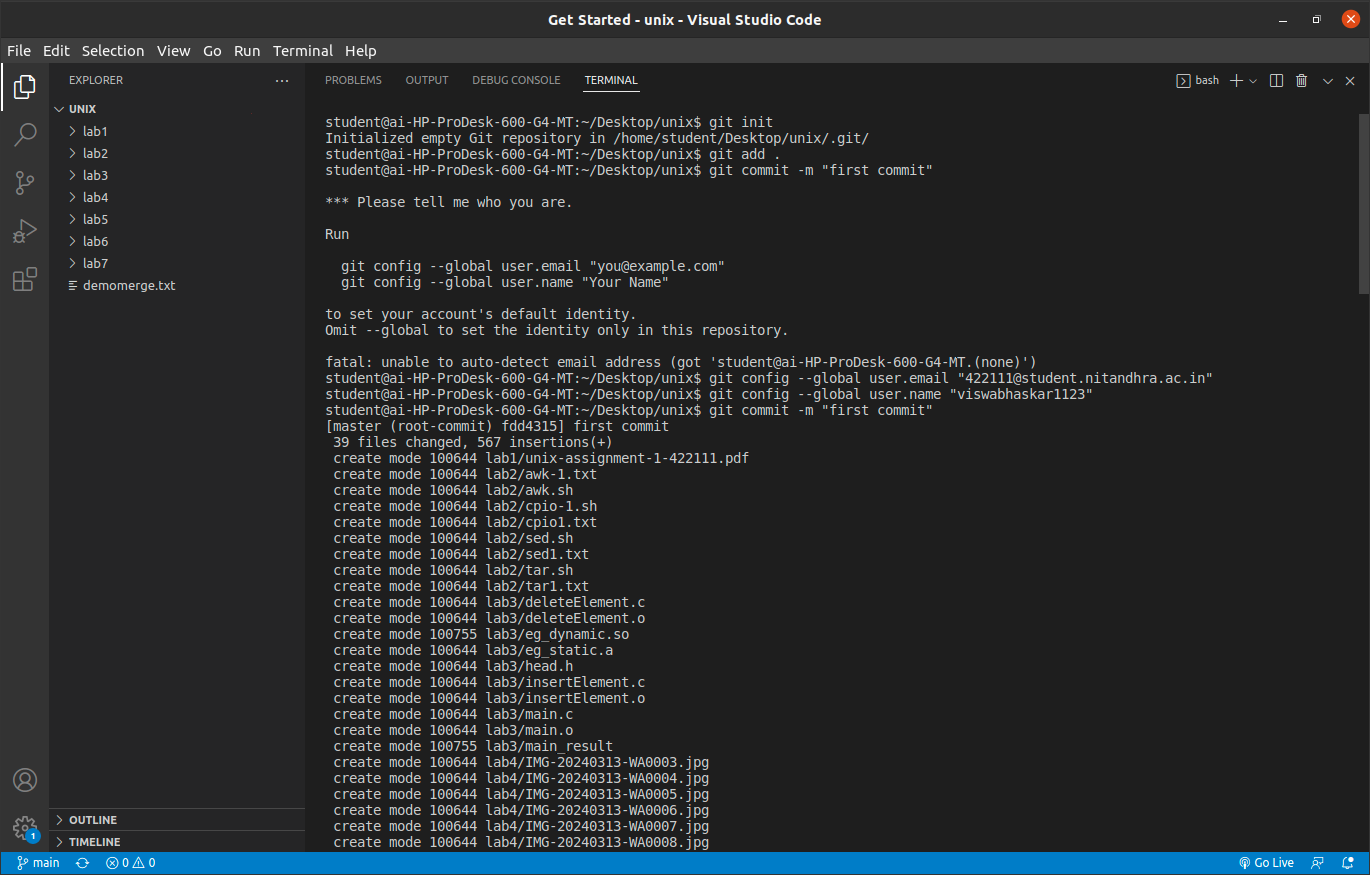 Get Started - unix - Visual Studio Code
File Edit Selection View Go Run Terminal Help
EXPLORER
UNIX
lab1
lab2
lab3
lab4
lab5
lab6
lab7
demomerge.txt
OUTLINE
TIMELINE
PROBLEMS OUTPUT DEBUG CONSOLE TERMINAL
bash
student@ai-HP-ProDesk-600-G4-MT:~/Desktop/unix$ git init
Initialized empty Git repository in /home/student/Desktop/unix/.git/
student@ai-HP-ProDesk-600-G4-MT:~/Desktop/unix$ git add .
student@ai-HP-ProDesk-600-G4-MT:~/Desktop/unix$ git commit -m "first commit"
*** Please tell me who you are.
Run
git config --global user.email "you@example.com"
git config --global user.name "Your Name"
to set your account's default identity.
Omit --global to set the identity only in this repository.
fatal: unable to auto-detect email address (got 'student@ai-HP-ProDesk-600-G4-MT.(none)')
student@ai-HP-ProDesk-600-G4-MT:~/Desktop/unix$ git config --global user.email "422111@student.nitandhra.ac.in"
student@ai-HP-ProDesk-600-G4-MT:~/Desktop/unix$ git config --global user.name "viswabhaskar1123"
student@ai-HP-ProDesk-600-G4-MT:~/Desktop/unix$ git commit -m "first commit"
[master (root-commit) fdd4315] first commit
39 files changed, 567 insertions(+)
create mode 100644 lab1/unix-assignment-1-422111.pdf
create mode 100644 lab2/awk-1.txt
create mode 100644 lab2/awk.sh
create mode 100644 lab2/cpio-1.sh
create mode 100644 lab2/cpio1.txt
create mode 100644 lab2/sed.sh
create mode 100644 lab2/sed1.txt
create mode 100644 lab2/tar.sh
create mode 100644 lab2/tar1.txt
create mode 100644 lab3/deleteElement.c
create mode 100644 lab3/deleteElement.o
create mode 100755 lab3/eg_dynamic.so
create mode 100644 lab3/eg_static.a
create mode 100644 lab3/head.h
create mode 100644 lab3/insertElement.c
create mode 100644 lab3/insertElement.o
create mode 100644 lab3/main.c
create mode 100644 lab3/main.o
create mode 100755 lab3/main_result
create mode 100644 lab4/IMG-20240313-WA0003.jpg
create mode 100644 lab4/IMG-20240313-WA0004.jpg
create mode 100644 lab4/IMG-20240313-WA0005.jpg
create mode 100644 lab4/IMG-20240313-WA0006.jpg
create mode 100644 lab4/IMG-20240313-WA0007.jpg
create mode 100644 lab4/IMG-20240313-WA0008.jpg
1
main 0 0 Go Live